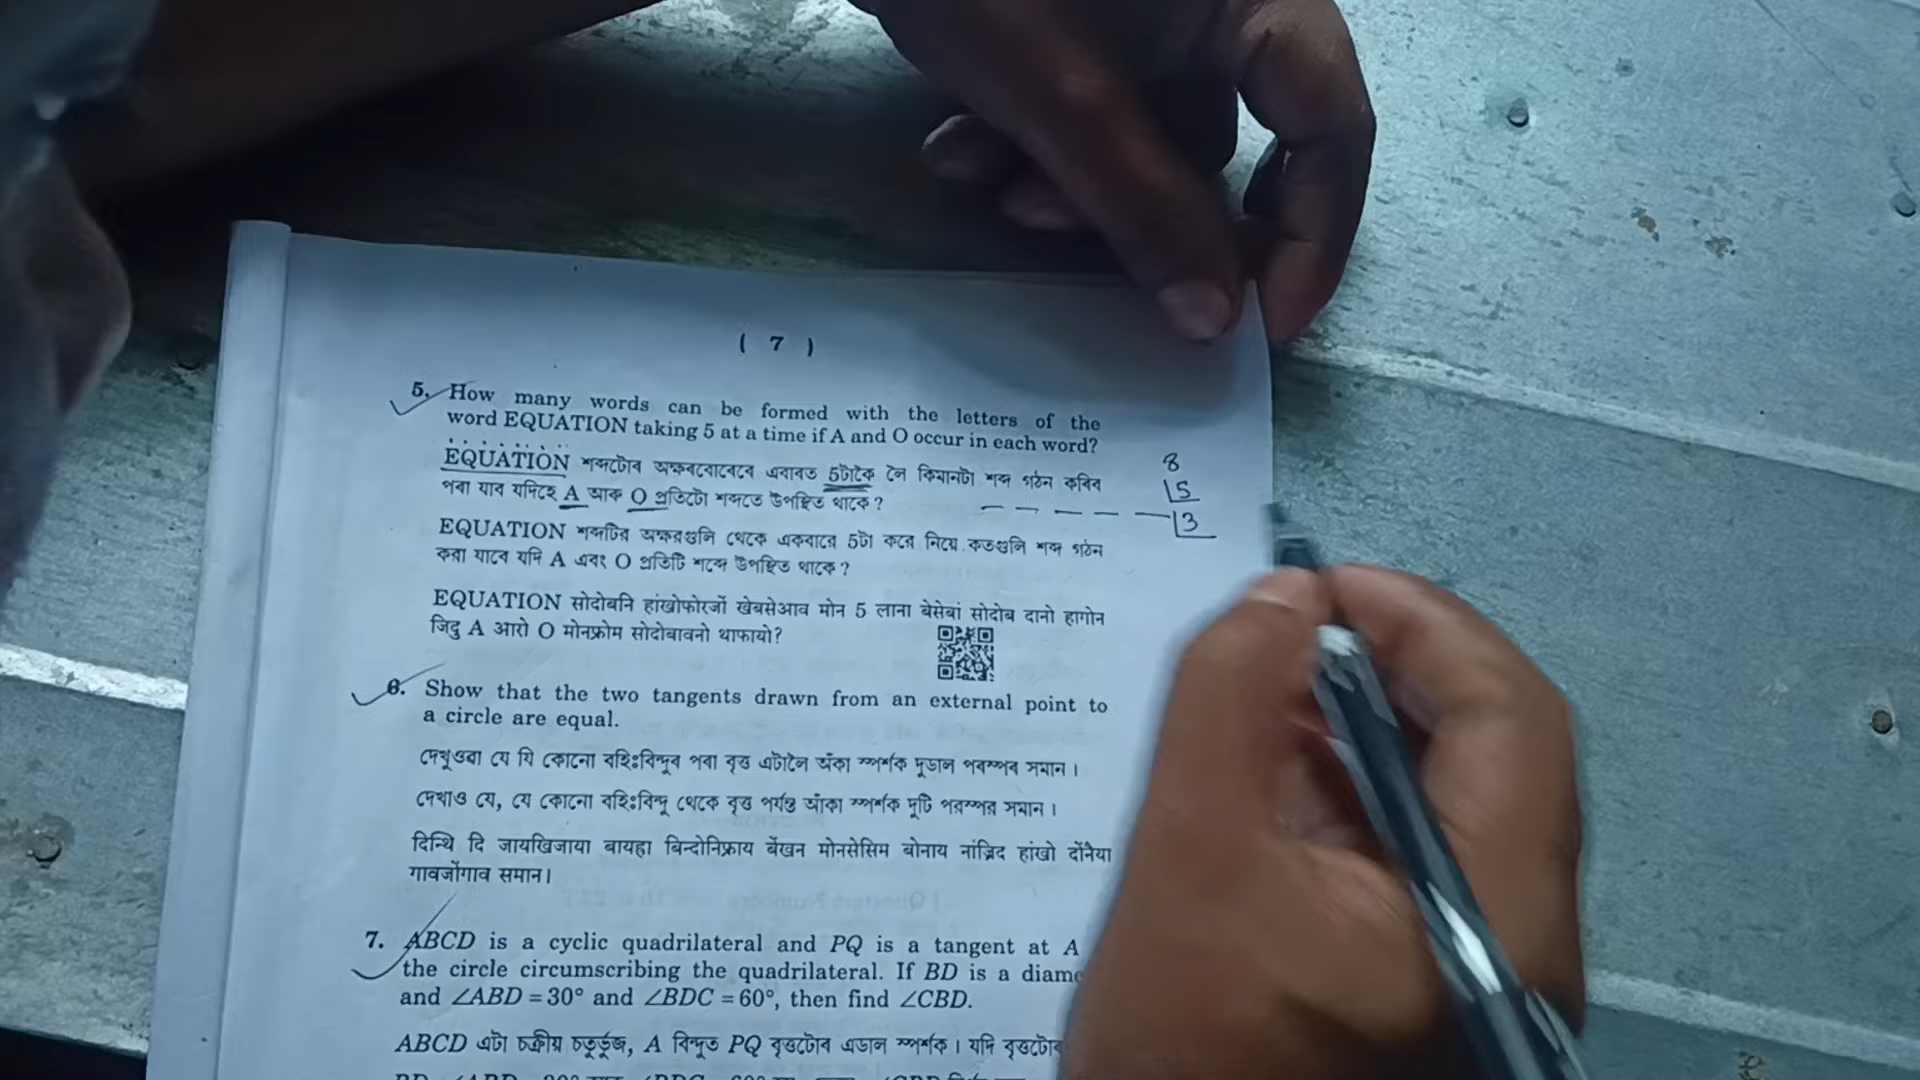 ( 7 )
5. How many words can be formed with the letters of the
word EQUATION taking 5 at a time if A and O occur in each word?
EQUATION শব্দটোৰ অক্ষৰবোৰেৰে এবাৰত 5টাকৈ লৈ কিমানটা শব্দ গঠন কৰিব
পৰা যাব যদিহে A আৰু O প্ৰতিটো শব্দতে উপস্থিত থাকে?
8
5
3
EQUATION শব্দটির অক্ষরগুলি থেকে একবারে 5টা করে নিয়ে কতগুলি শব্দ গঠন
করা যাবে যদি A এবং O প্রতিটি শব্দে উপস্থিত থাকে?
EQUATION सोदोबनि हांखोफोरजों खेबसेआव मोन 5 लाना बेसेबां सोदोब दानो हागोन
जिदु A आरो O मोनफ्रोम सोदोबावनो थाफायो?
6. Show that the two tangents drawn from an external point to
a circle are equal.
দেখুওৱা যে যি কোনো বহিঃবিন্দুৰ পৰা বৃত্ত এটালৈ অঁকা স্পৰ্শক দুডাল পৰস্পৰ সমান।
দেখাও যে, যে কোনো বহিঃবিন্দু থেকে বৃত্ত পর্যন্ত আঁকা স্পর্শক দুটি পরস্পর সমান।
दिन्थि दि जायखिजाया बायहा बिन्दोनिफ्राय बेंखन मोनसेसिम बोनाय नांज्रिद हांखो दोंनैया
गावजोंगाव समान।
7. ABCD is a cyclic quadrilateral and PQ is a tangent at A
the circle circumscribing the quadrilateral. If BD is a diame
and ∠ABD = 30° and ∠BDC = 60°, then find ∠CBD.
ABCD এটা চক্ৰীয় চতুৰ্ভুজ, A বিন্দুত PQ বৃত্তটোৰ এডাল স্পৰ্শক। যদি বৃত্তটোৰ